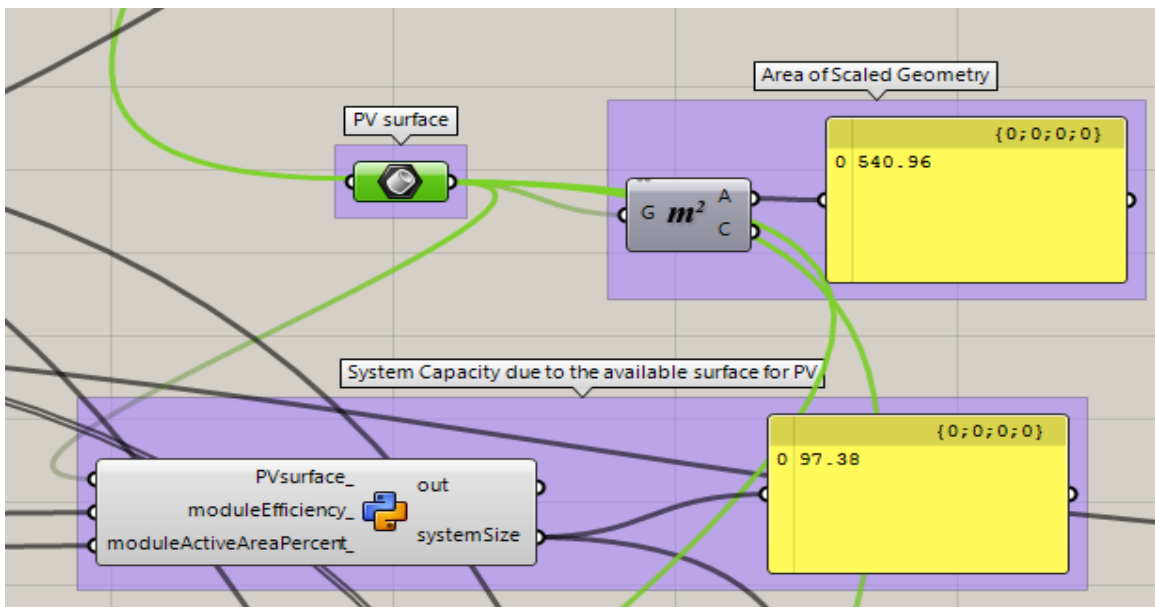 Area of Scaled Geometry
PV surface
{0;0;0;0}
0 540.96
G m² A
C
System Capacity due to the available surface for PV
{0;0;0;0}
0 97.38
PVsurface_
out
moduleEfficiency_
systemSize
moduleActiveAreaPercent_